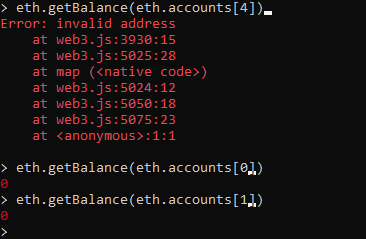 > eth.getBalance(eth.accounts[4])
Error: invalid address
at web3.js:3930:15
at web3.js:5025:28
at map (<native code>)
at web3.js:5024:12
at web3.js:5050:18
at web3.js:5075:23
at <anonymous>:1:1
> eth.getBalance(eth.accounts[0])
0
> eth.getBalance(eth.accounts[1])
0
>